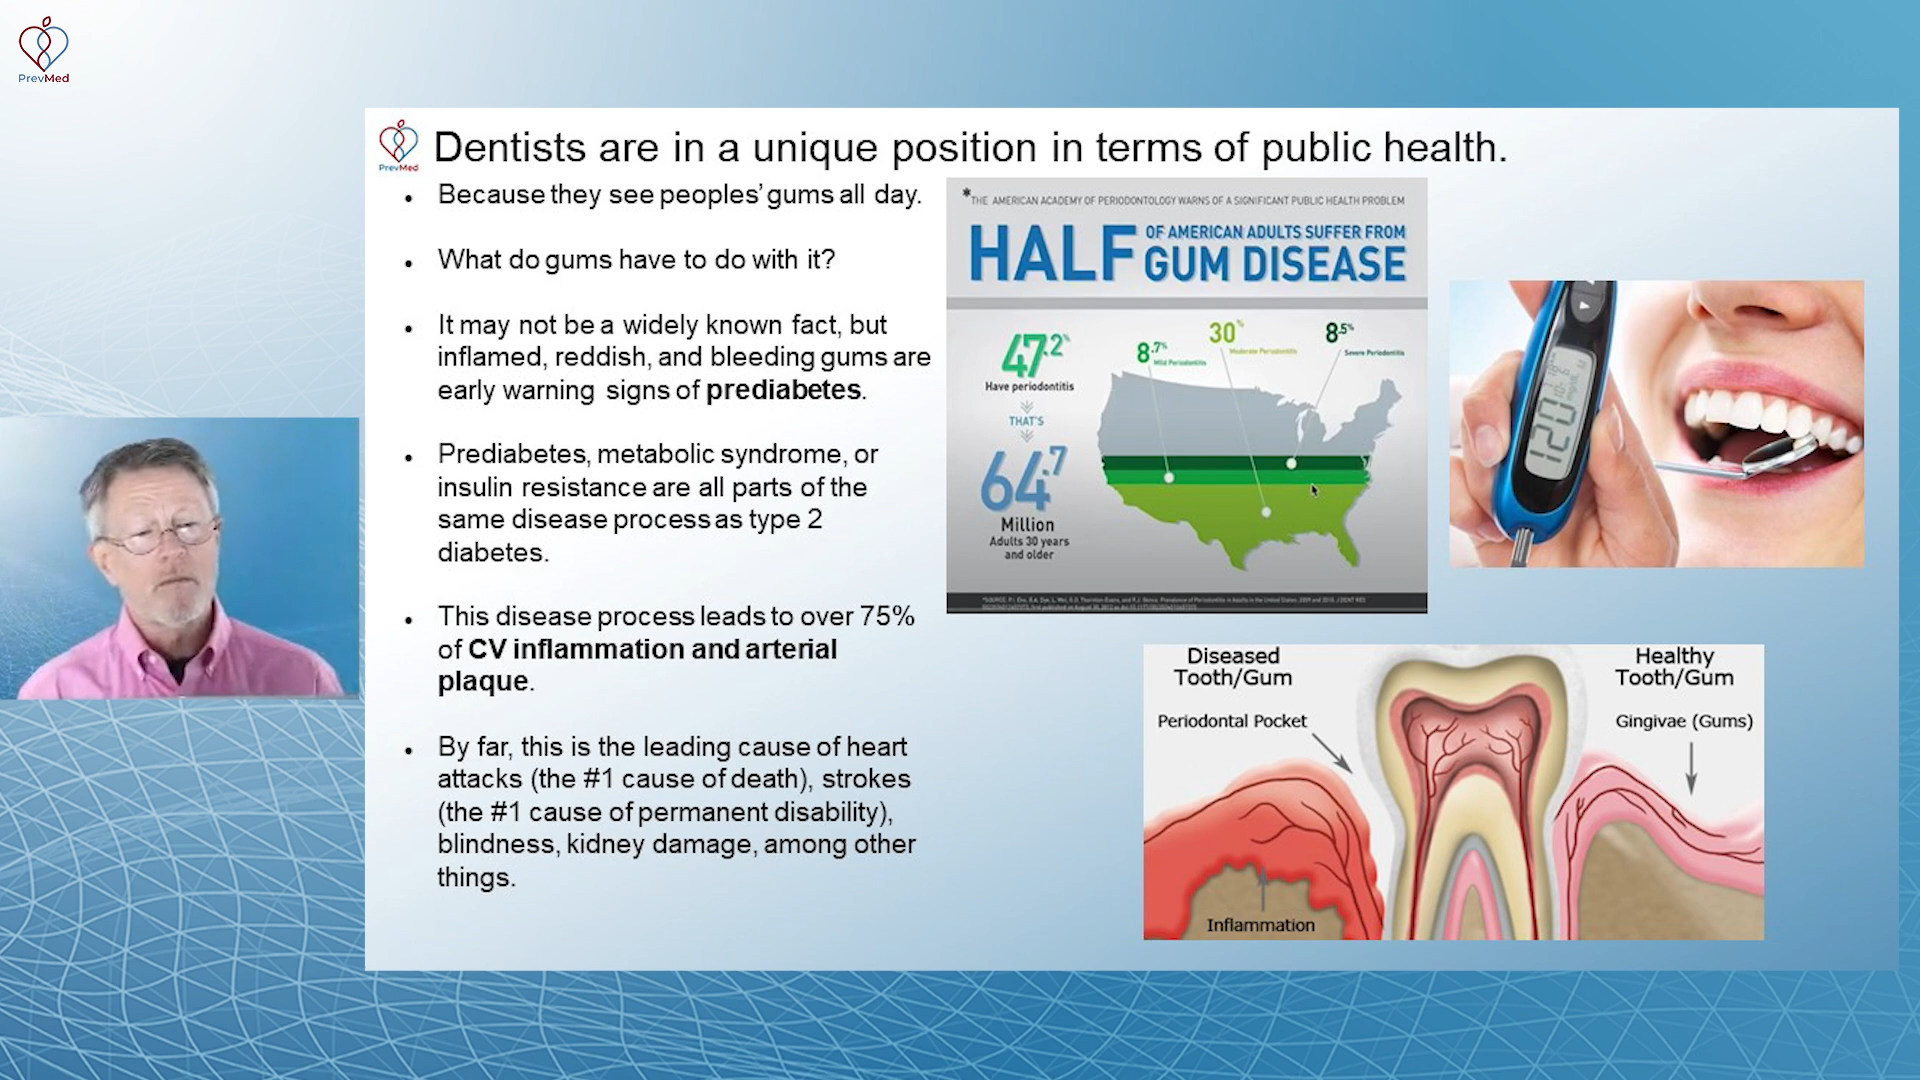 PrevMed
PrevMed
Dentists are in a unique position in terms of public health.
Because they see peoples’ gums all day.
What do gums have to do with it?
It may not be a widely known fact, but
inflamed, reddish, and bleeding gums are
early warning signs of prediabetes.
Prediabetes, metabolic syndrome, or
insulin resistance are all parts of the
same disease process as type 2
diabetes.
This disease process leads to over 75%
of CV inflammation and arterial
plaque.
By far, this is the leading cause of heart
attacks (the #1 cause of death), strokes
(the #1 cause of permanent disability),
blindness, kidney damage, among other
things.
*THE AMERICAN ACADEMY OF PERIODONTOLOGY WARNS OF A SIGNIFICANT PUBLIC HEALTH PROBLEM
HALF OF AMERICAN ADULTS SUFFER FROM
GUM DISEASE
47.2%
Have periodontitis
THAT'S
64.7
Million
Adults 30 years
and older
8.7%
Mild Periodontitis
30%
Moderate Periodontitis
8.5%
Severe Periodontitis
120
Diseased
Tooth/Gum
Healthy
Tooth/Gum
Periodontal Pocket
Gingivae (Gums)
Inflammation